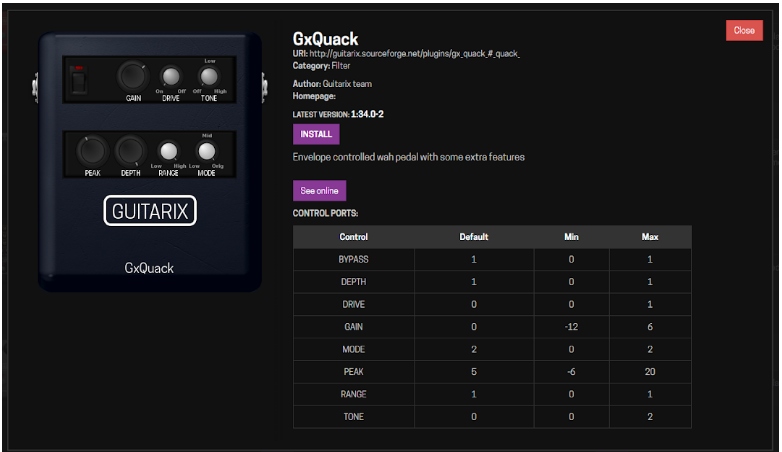 Close
GxQuack
URI: http://guitarix.sourceforge.net/plugins/gx_quack_#_quack_
Category: Filter
Author: Guitarix team
Homepage:
LATEST VERSION: 1:34.0-2
INSTALL
Envelope controlled wah pedal with some extra features
See online
CONTROL PORTS:
Control Default Min Max
BYPASS 1 0 1
DEPTH 1 0 1
DRIVE 0 0 1
GAIN 0 -12 6
MODE 2 0 2
PEAK 5 -6 20
RANGE 1 0 1
TONE 0 0 2
Low
On Off Off High
GAIN DRIVE TONE
Mid
Low High Low Orig
PEAK DEPTH RANGE MODE
GUITARIX
GxQuack